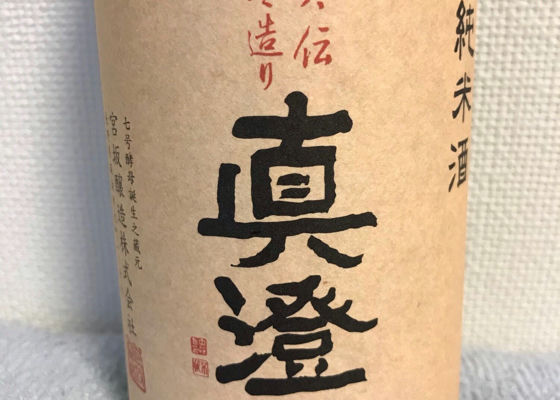 純米酒
伝
造り
真澄
七号酵母誕生之蔵元
宮坂醸造株式会社